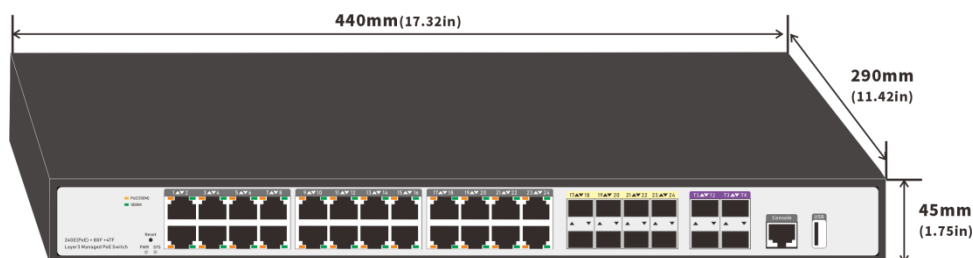 440mm(17.32in)
290mm
(11.42in)
45mm
(1.75in)
1▲▼2 3▲▼4 5▲▼6 7▲▼8 9▲▼10 11▲▼12 13▲▼14 15▲▼16 17▲▼18 19▲▼20 21▲▼22 23▲▼24 17▲▼18 19▲▼20 21▲▼22 23▲▼24 T1▲▼T2 T3▲▼T4
1000M
Console
USB
Reset
24GE(PoE) + 8GF +4TF
Layer3 Managed PoE Switch
PWR SYS